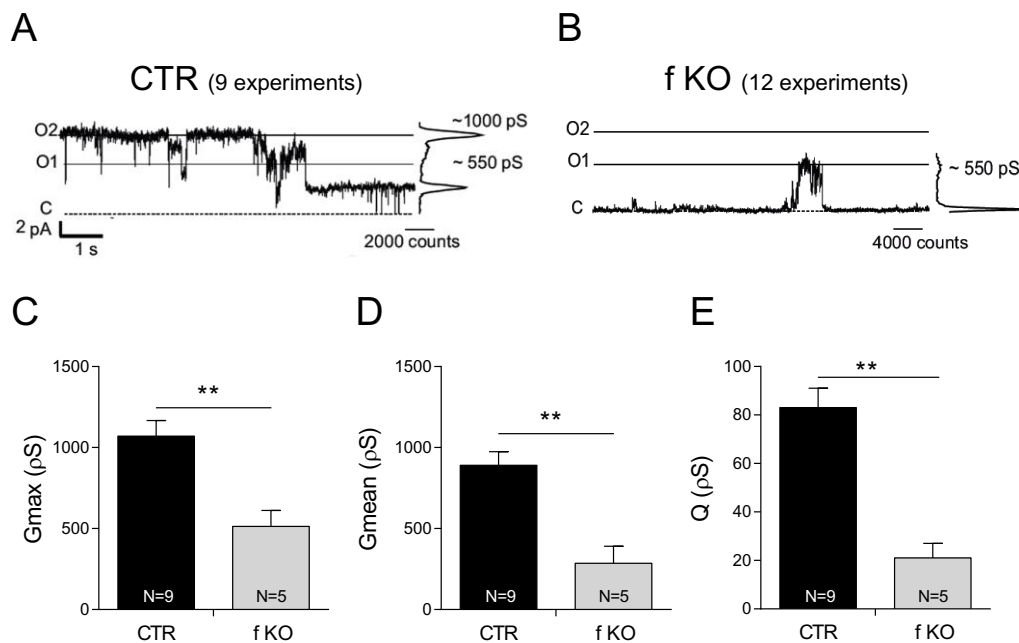 A
B
CTR (9 experiments)
f KO (12 experiments)
O2
~1000 pS
O1
~ 550 pS
C
2 pA
1 s
2000 counts
O2
O1
~ 550 pS
C
4000 counts
C
D
E
1500
1000
500
0
Gmax (ρS)
**
N=9
N=5
CTR
f KO
1500
1000
500
0
Gmean (ρS)
**
N=9
N=5
CTR
f KO
100
80
60
40
20
0
Q (ρS)
**
N=9
N=5
CTR
f KO